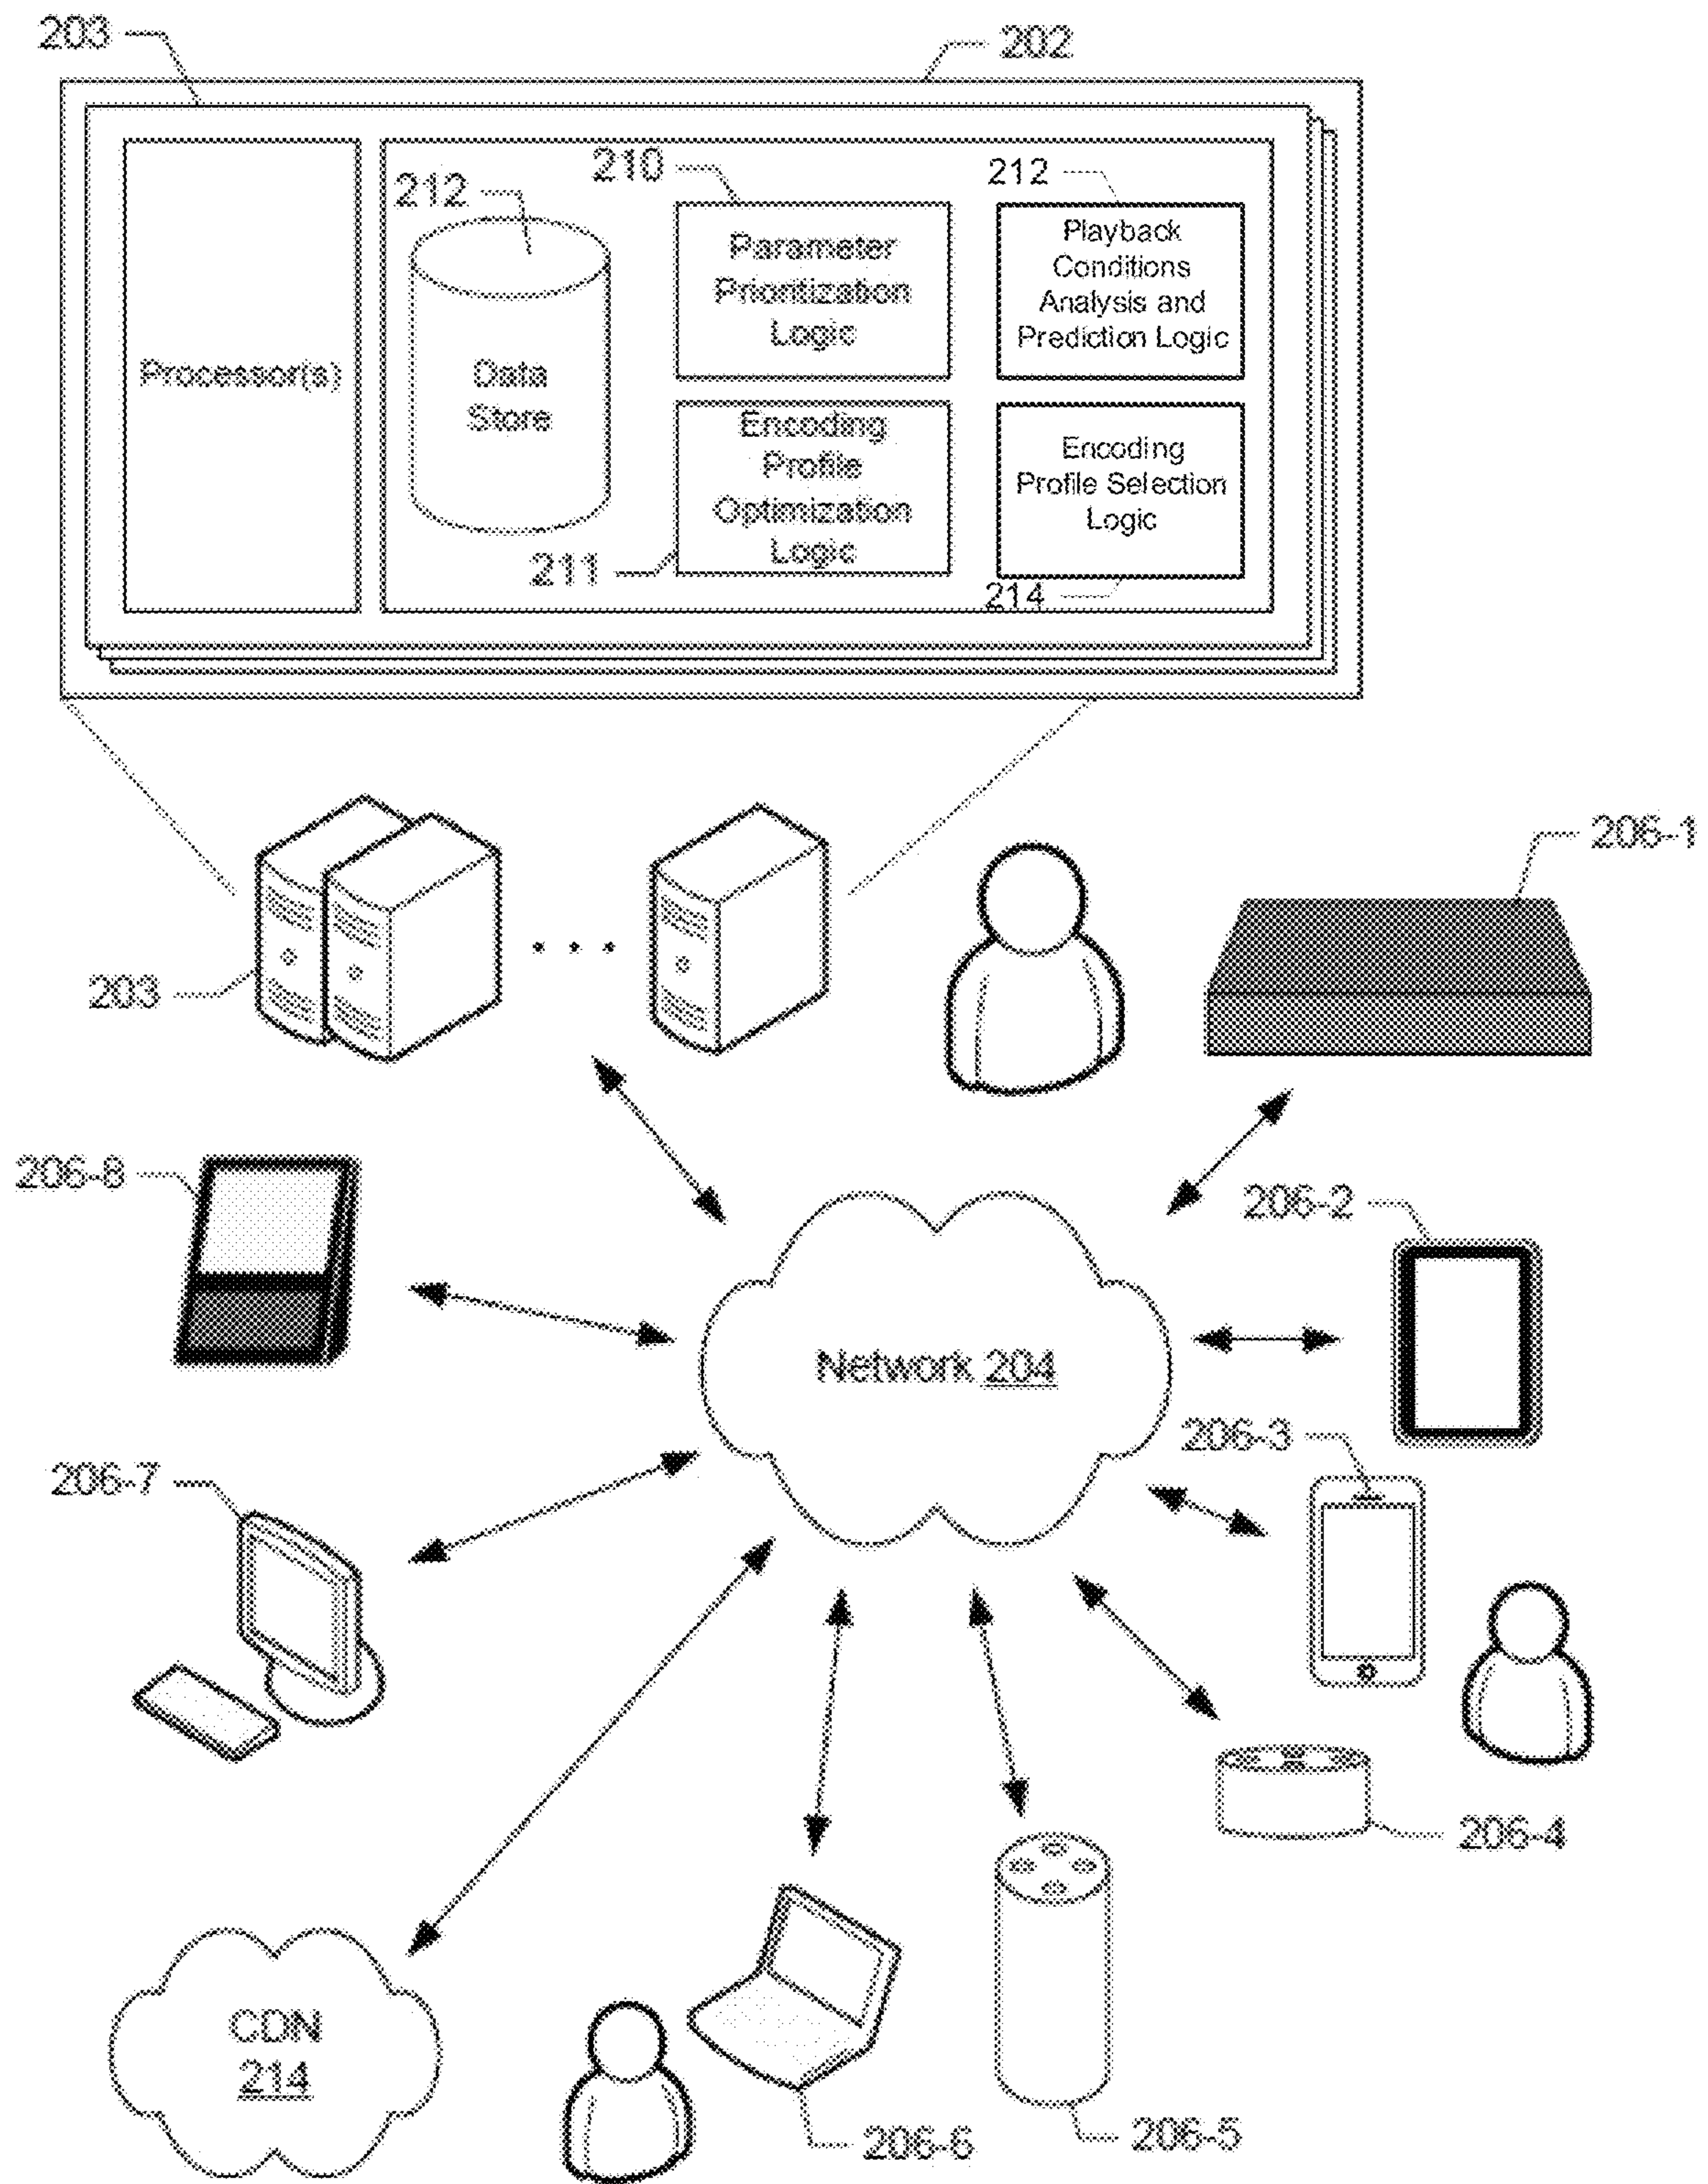 203
202
212
210
212
Processor(s)
Data
Store
Parameter
Prioritization
Logic
Playback
Conditions
Analysis and
Prediction Logic
Encoding
Profile
Optimization
Logic
Encoding
Profile Selection
Logic
211
214
206-1
203
206-8
206-2
Network 204
206-3
206-7
206-4
CDN
214
206-6
206-5